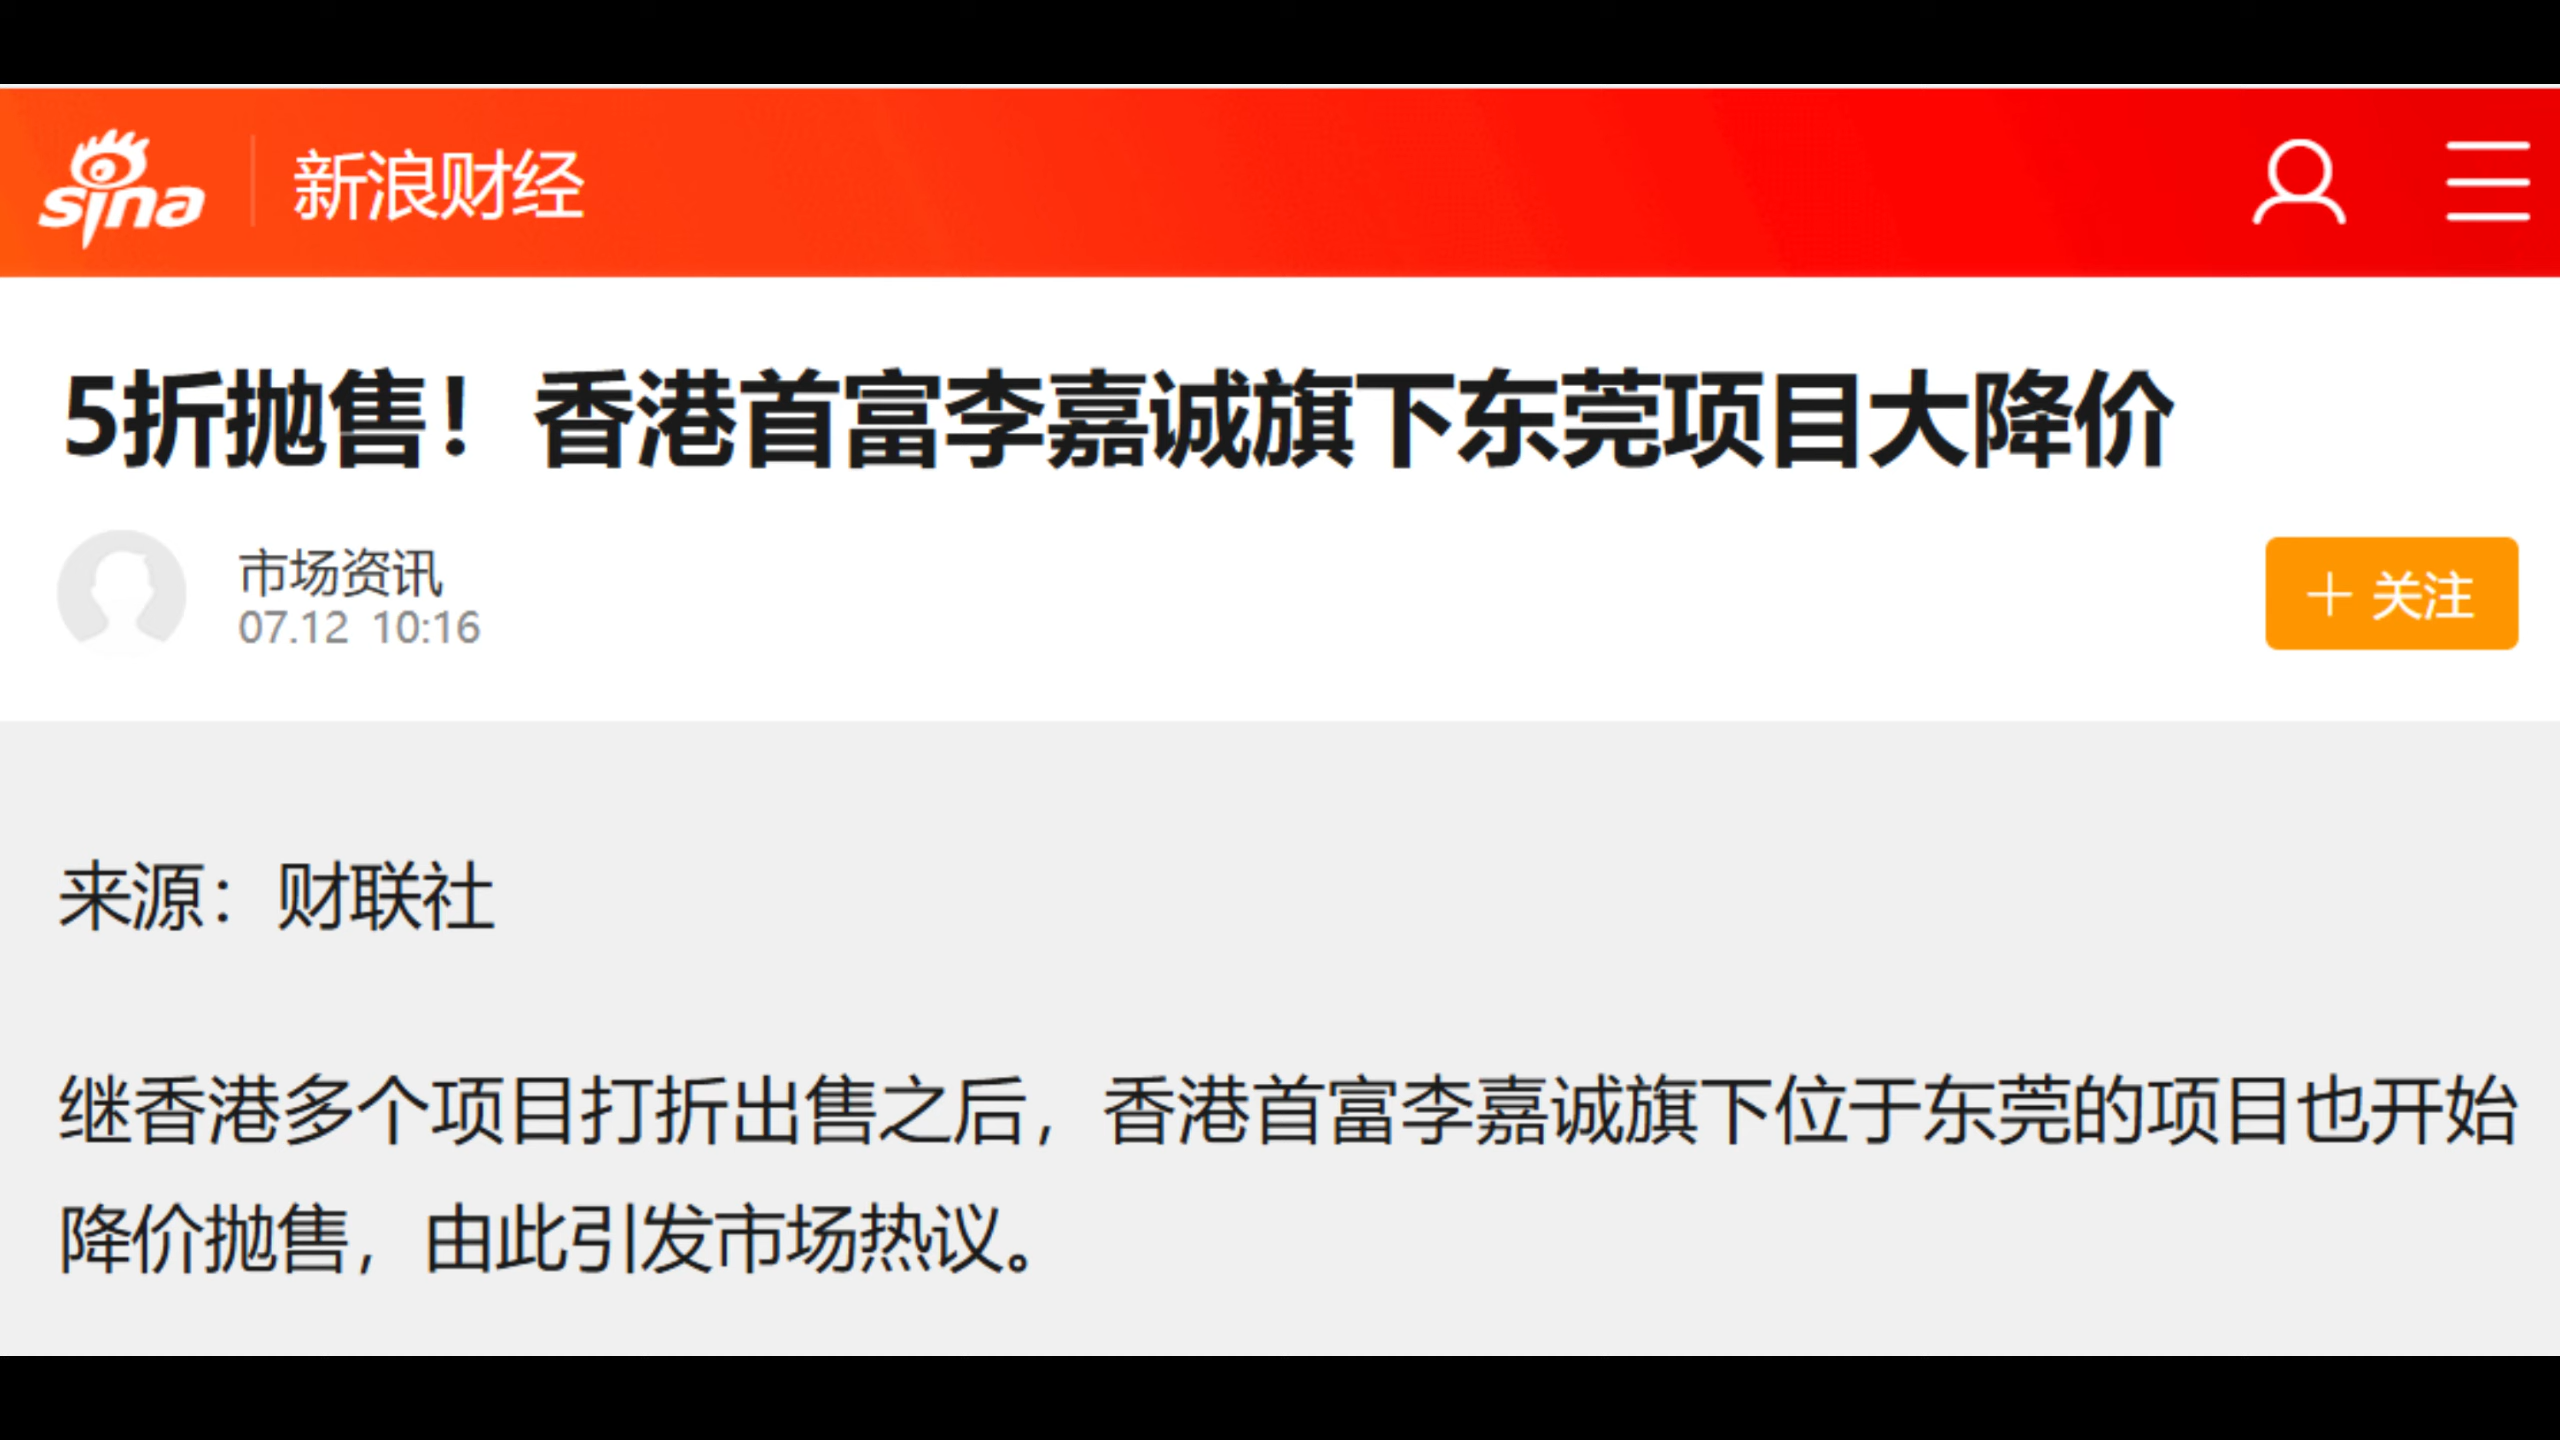 sina
新浪财经
5折抛售！香港首富李嘉诚旗下东莞项目大降价
市场资讯
07.12 10:16
＋ 关注
来源：财联社
继香港多个项目打折出售之后，香港首富李嘉诚旗下位于东莞的项目也开始
降价抛售，由此引发市场热议。